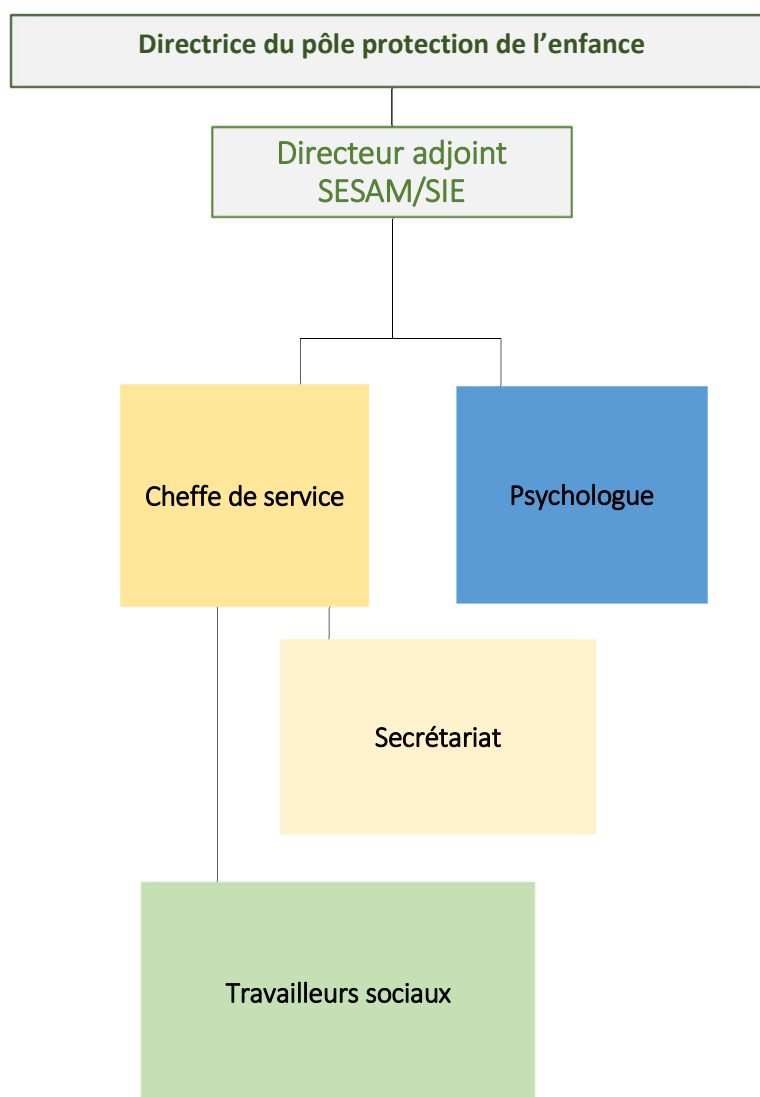 Directrice du pôle protection de l’enfance
Directeur adjoint
SESAM/SIE
Cheffe de service
Psychologue
Secrétariat
Travailleurs sociaux